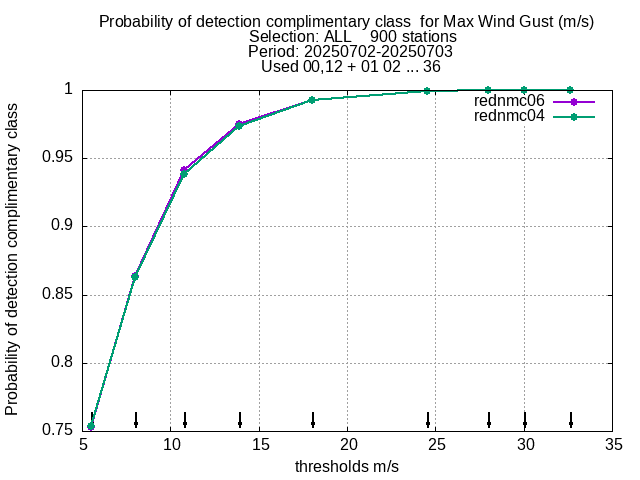 Probability of detection complimentary class  for Max Wind Gust (m/s)
Selection: ALL    900 stations
Period: 20250702-20250703
Used 00,12 + 01 02 ... 36
Probability of detection complimentary class
1
0.95
0.9
0.85
0.8
0.75
rednmc06
rednmc04
5 10 15 20 25 30 35
thresholds m/s